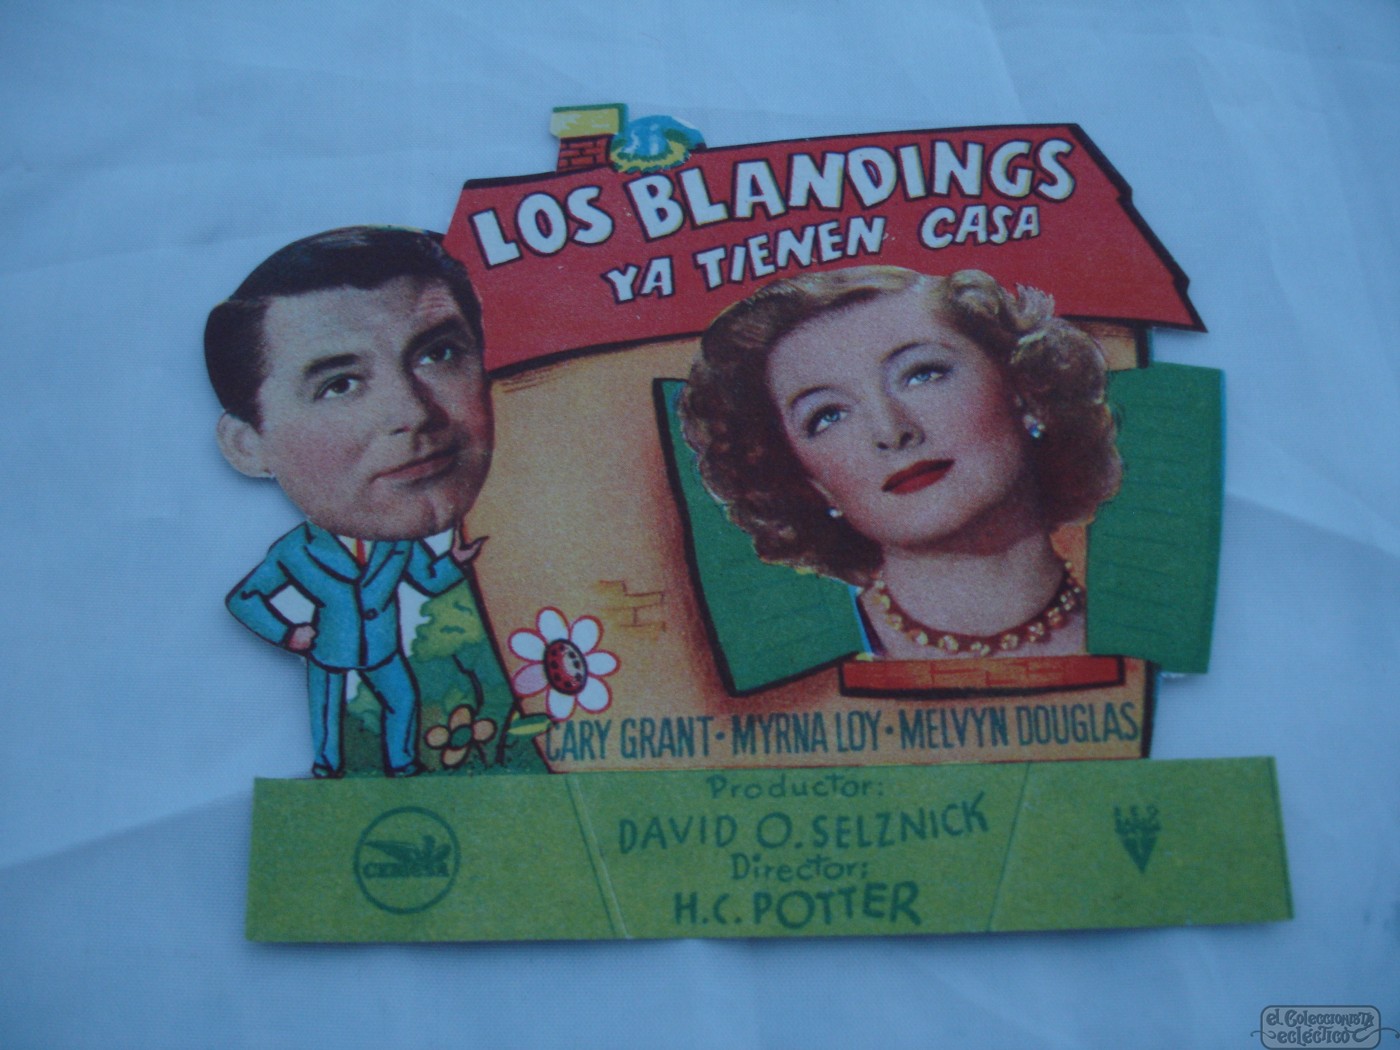 LOS BLANDINGS
YA TIENEN CASA
CARY GRANT · MYRNA LOY · MELVYN DOUGLAS
Productor:
DAVID O. SELZNICK
Director:
H.C. POTTER
el Coleccionista
ecléctico